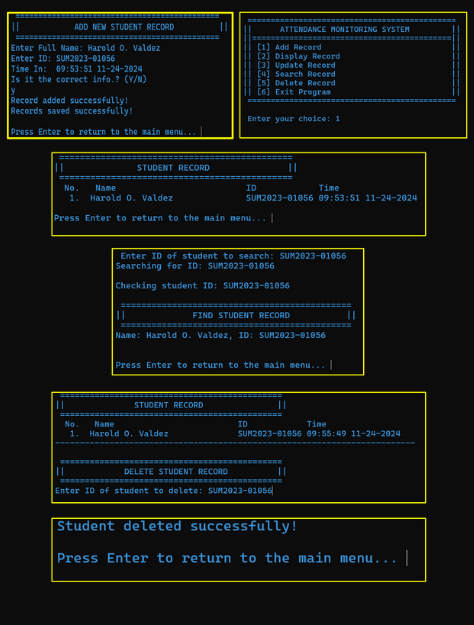 ============================================
||          ADD NEW STUDENT RECORD          ||
============================================
Enter Full Name: Harold O. Valdez
Enter ID: SUM2023-01056
Time In:  09:53:51 11-24-2024
Is it the correct info.? (Y/N)
y
Record added successfully!
Records saved successfully!
Press Enter to return to the main menu...
============================================
||      ATTENDANCE MONITORING SYSTEM        ||
||==========================================||
|| [1] Add Record                           ||
|| [2] Display Record                       ||
|| [3] Update Record                        ||
|| [4] Search Record                        ||
|| [5] Delete Record                        ||
|| [6] Exit Program                         ||
============================================
Enter your choice: 1
============================================
||              STUDENT RECORD              ||
============================================
No.   Name                         ID             Time
1.  Harold O. Valdez               SUM2023-01056 09:53:51 11-24-2024
Press Enter to return to the main menu...
Enter ID of student to search: SUM2023-01056
Searching for ID: SUM2023-01056
Checking student ID: SUM2023-01056
============================================
||            FIND STUDENT RECORD           ||
============================================
Name: Harold O. Valdez, ID: SUM2023-01056
Press Enter to return to the main menu...
============================================
||              STUDENT RECORD              ||
============================================
No.   Name                         ID             Time
1.  Harold O. Valdez               SUM2023-01056 09:55:49 11-24-2024
------------------------------------------------------------------------
============================================
||           DELETE STUDENT RECORD          ||
============================================
Enter ID of student to delete: SUM2023-01056
Student deleted successfully!
Press Enter to return to the main menu...